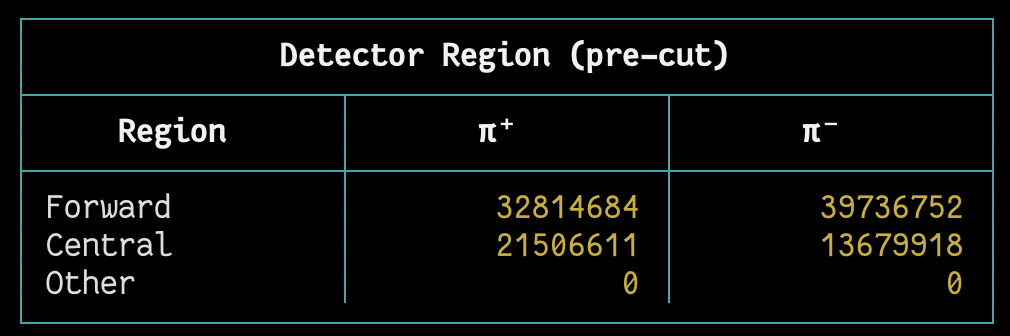 Detector Region (pre-cut)
Region π⁺ π⁻
Forward 32814684 39736752
Central 21506611 13679918
Other 0 0